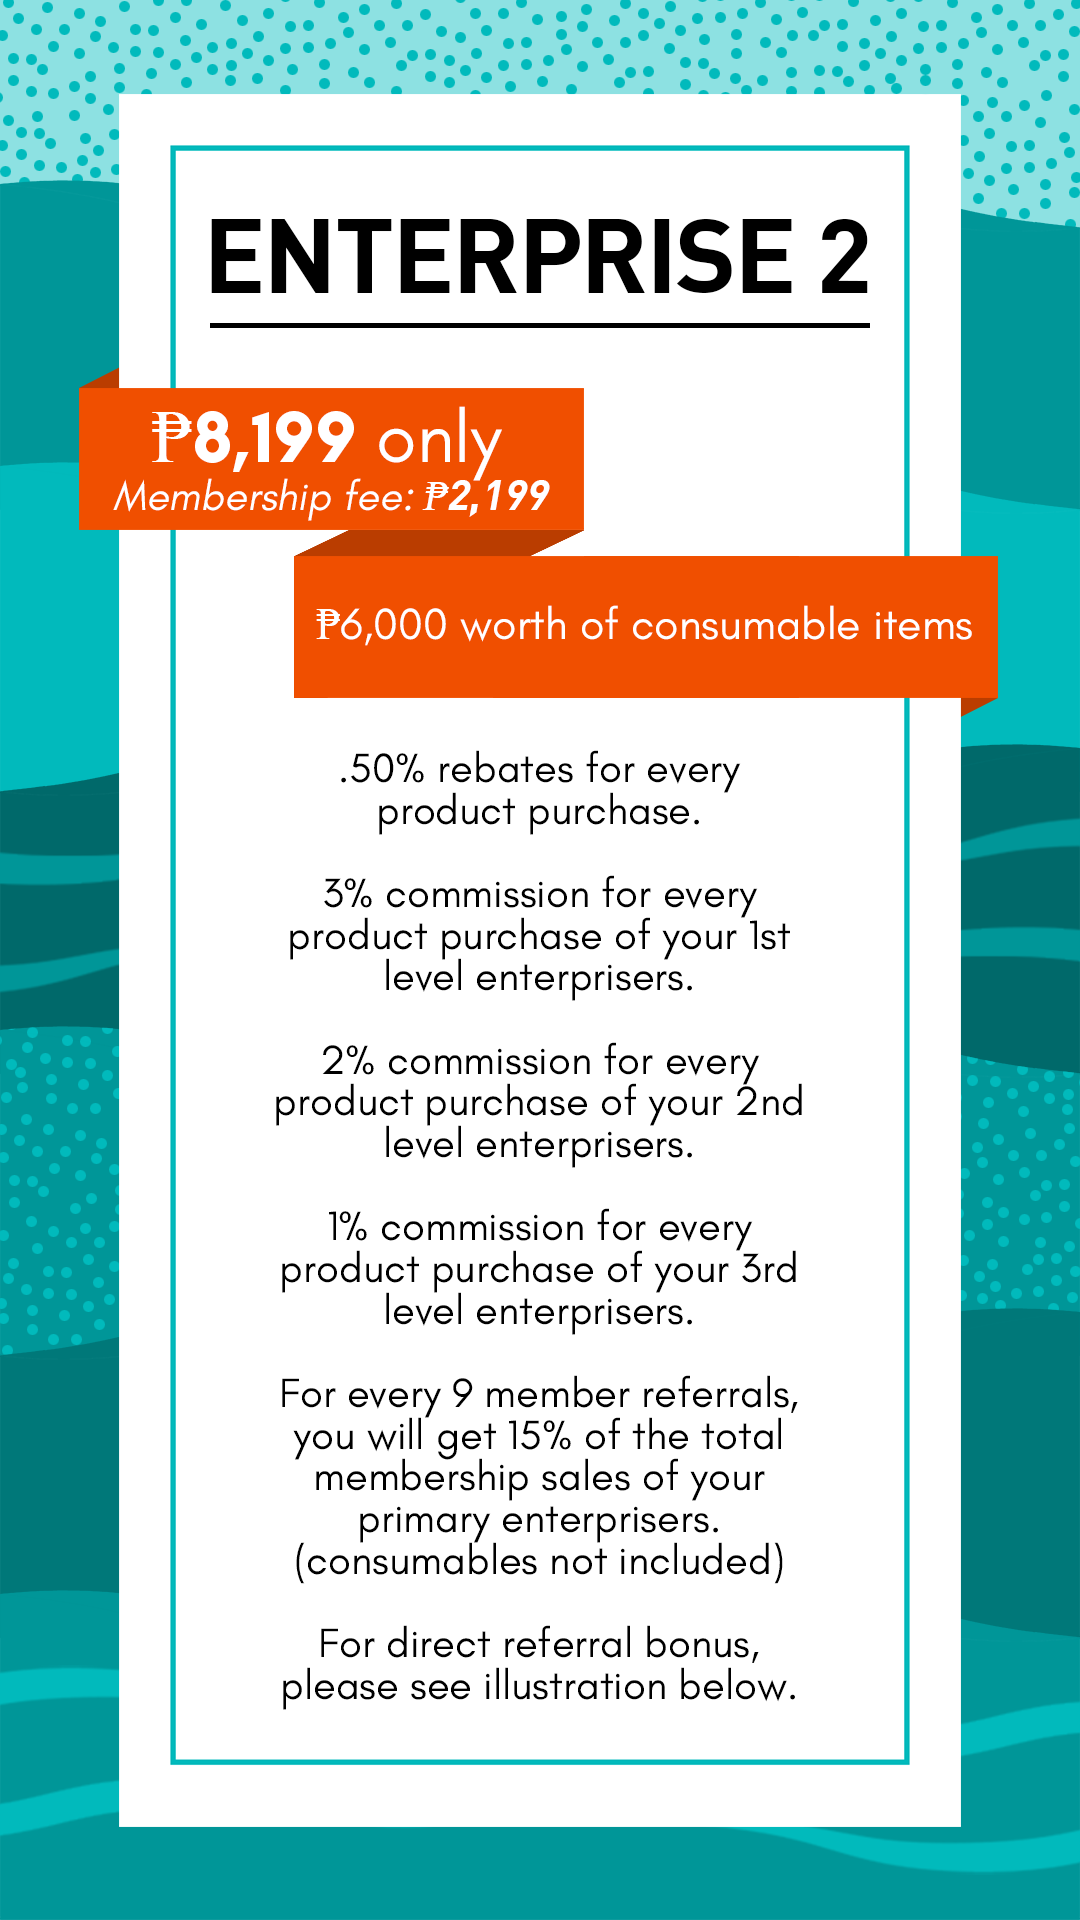 ENTERPRISE 2
₱8,199 only
Membership fee: ₱2,199
₱6,000 worth of consumable items
.50% rebates for every
product purchase.
3% commission for every
product purchase of your 1st
level enterprisers.
2% commission for every
product purchase of your 2nd
level enterprisers.
1% commission for every
product purchase of your 3rd
level enterprisers.
For every 9 member referrals,
you will get 15% of the total
membership sales of your
primary enterprisers.
(consumables not included)
For direct referral bonus,
please see illustration below.